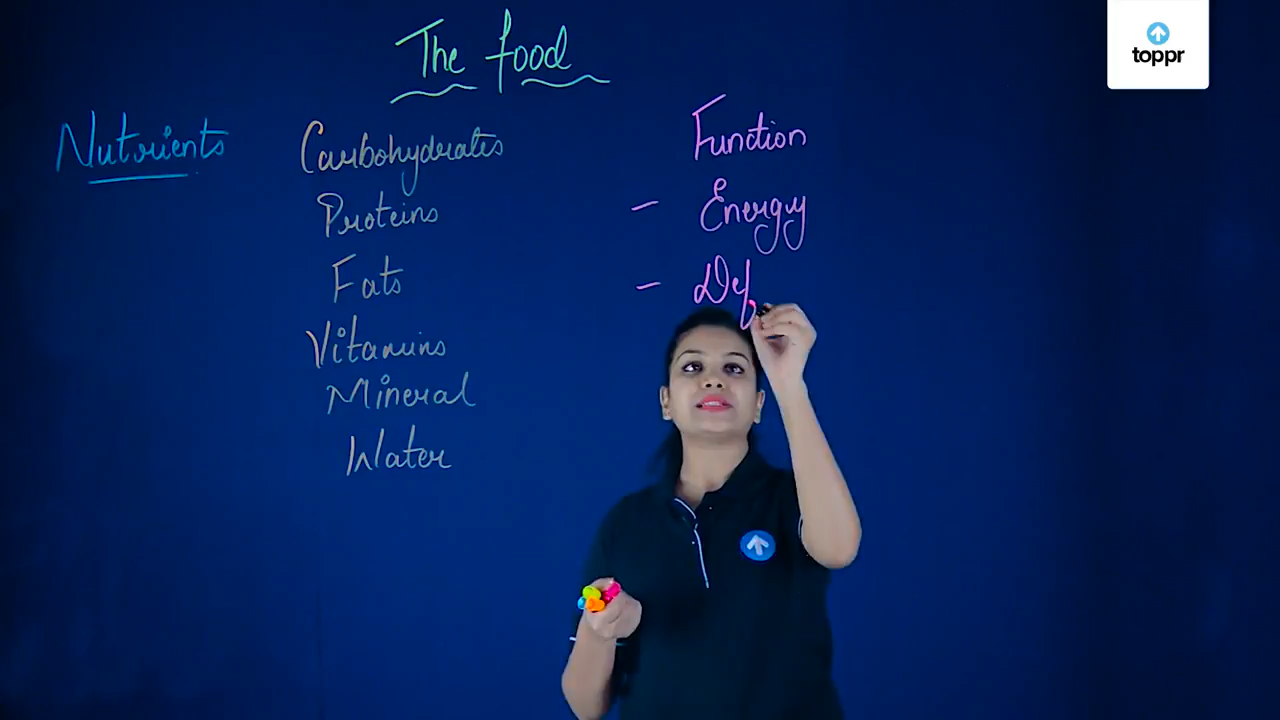 The food
toppr
Nutrients
Carbohydrates
Proteins
Fats
Vitamins
Mineral
Water
Function
– Energy
– Def